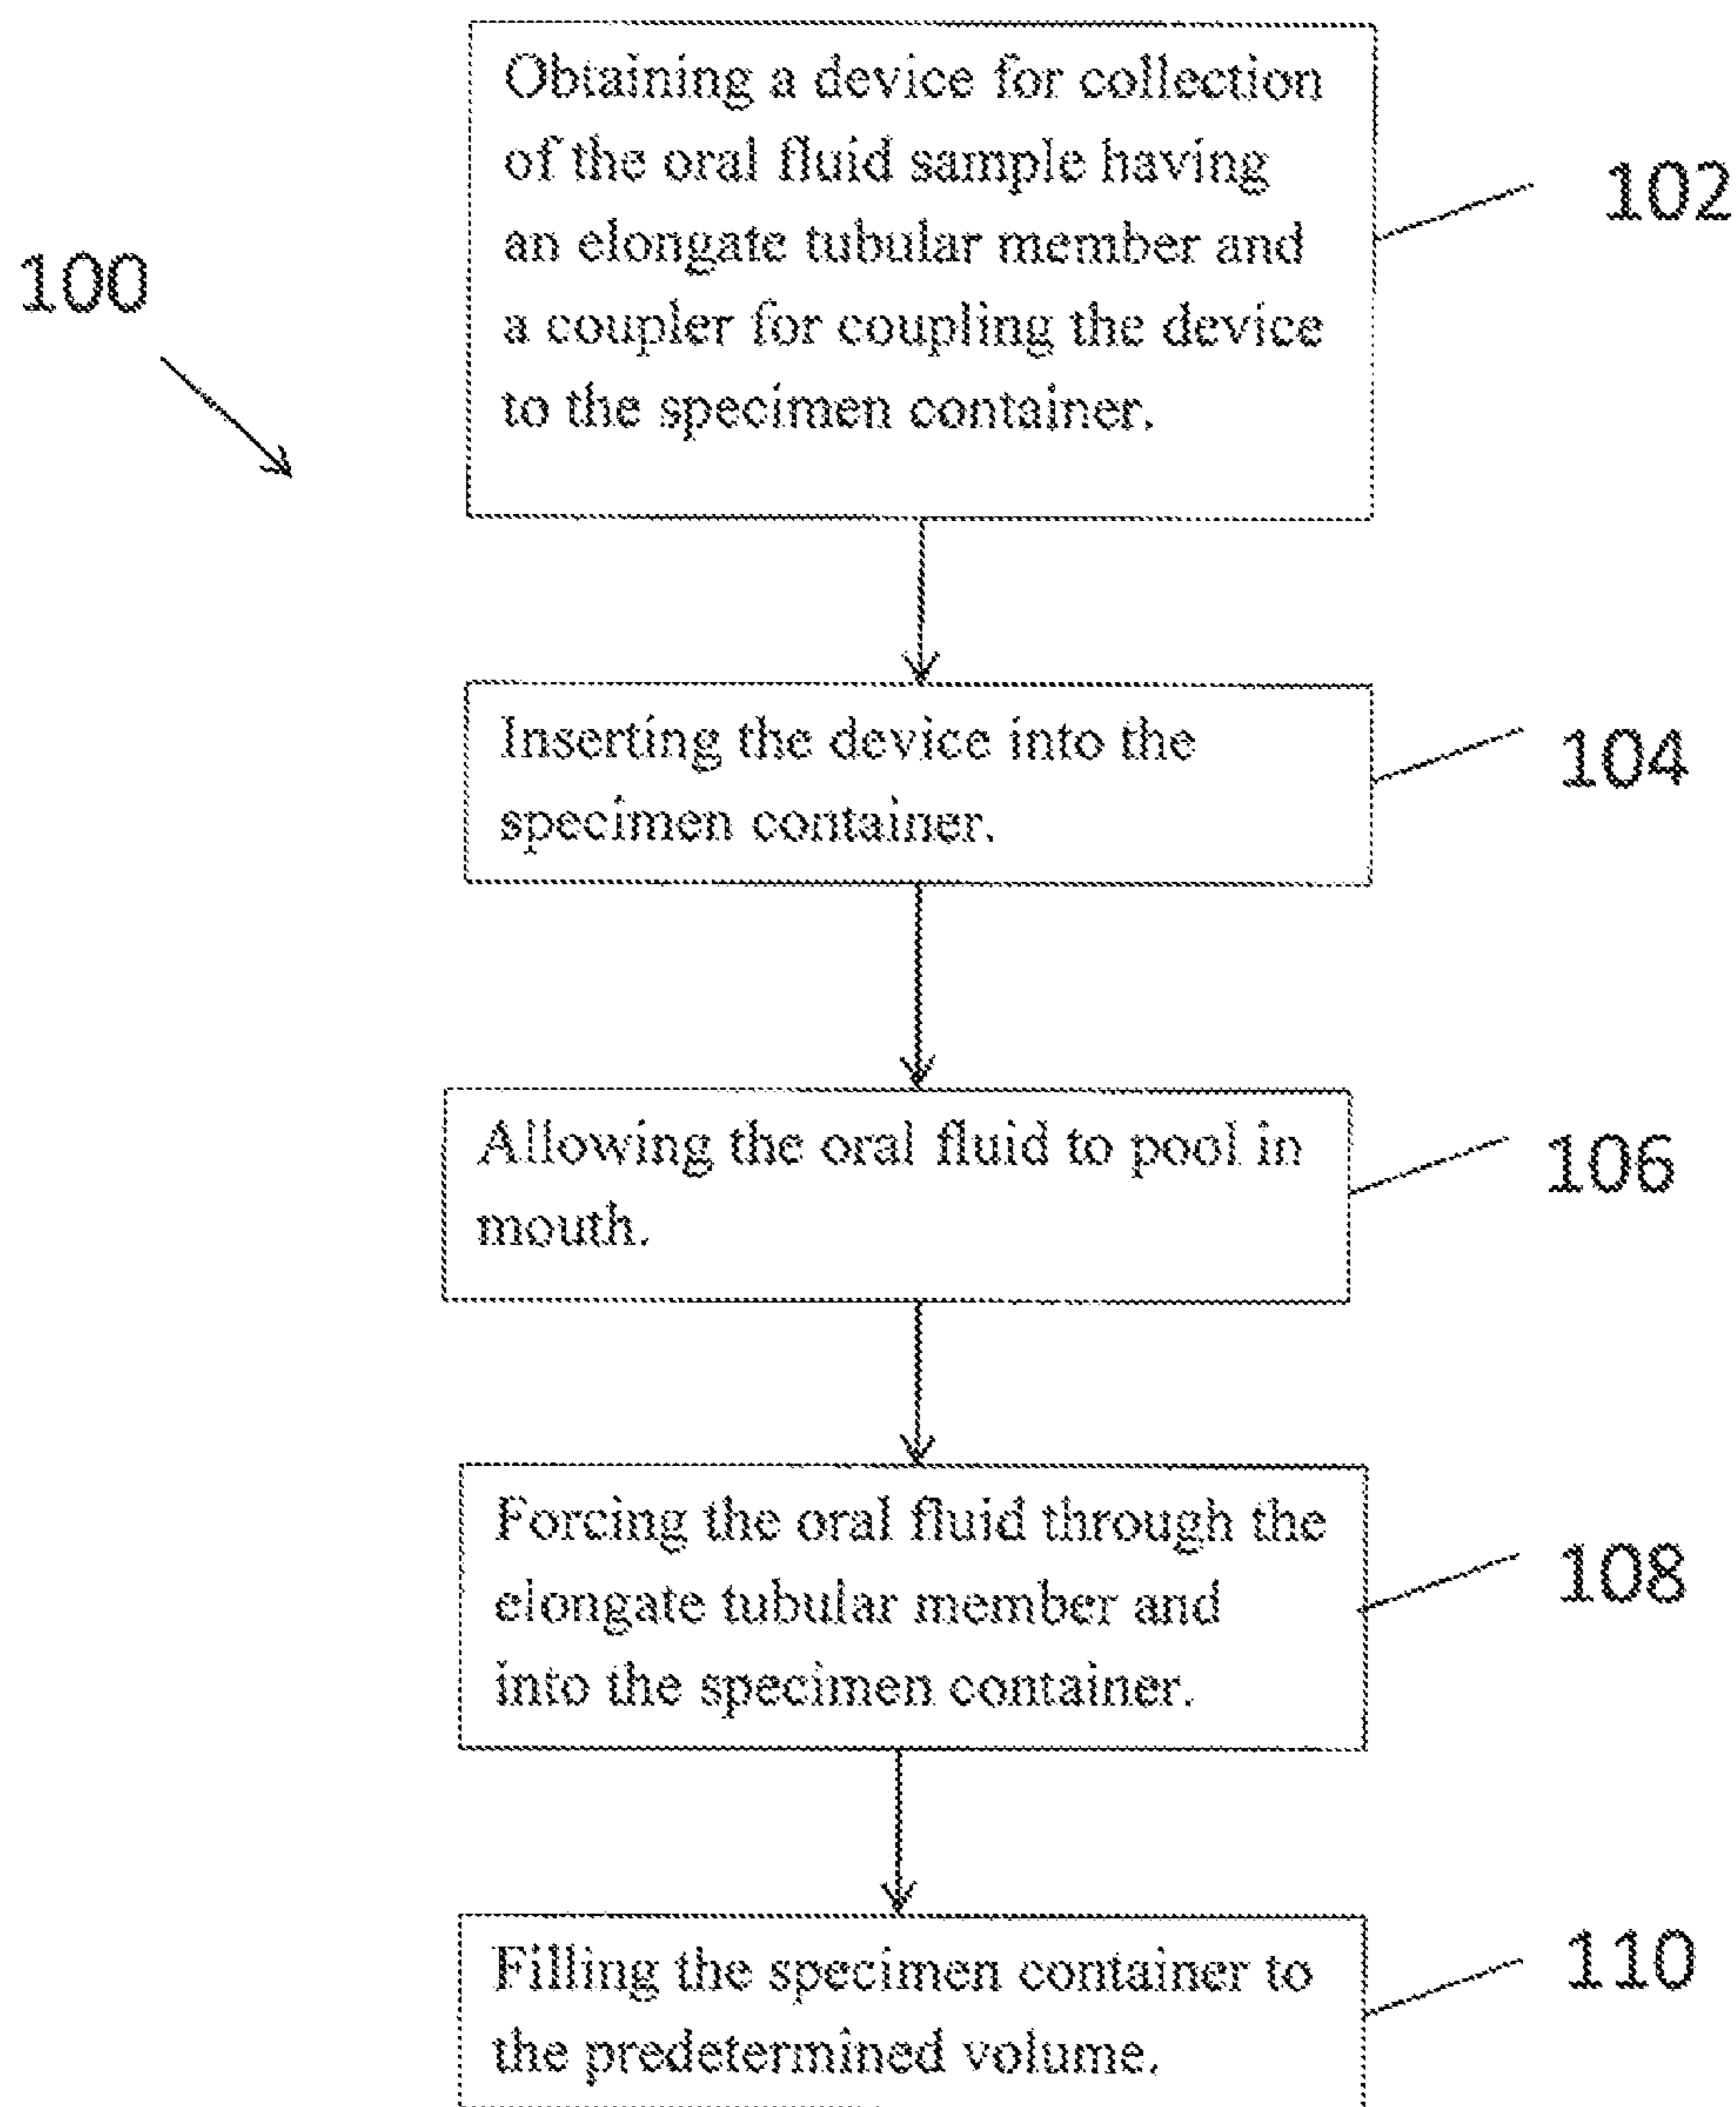 Obtaining a device for collection
of the oral fluid sample having
an elongate tubular member and
a coupler for coupling the device
to the specimen container.
102
100
Inserting the device into the
specimen container.
104
Allowing the oral fluid to pool in
mouth.
106
Forcing the oral fluid through the
elongate tubular member and
into the specimen container.
108
Filling the specimen container to
the predetermined volume.
110